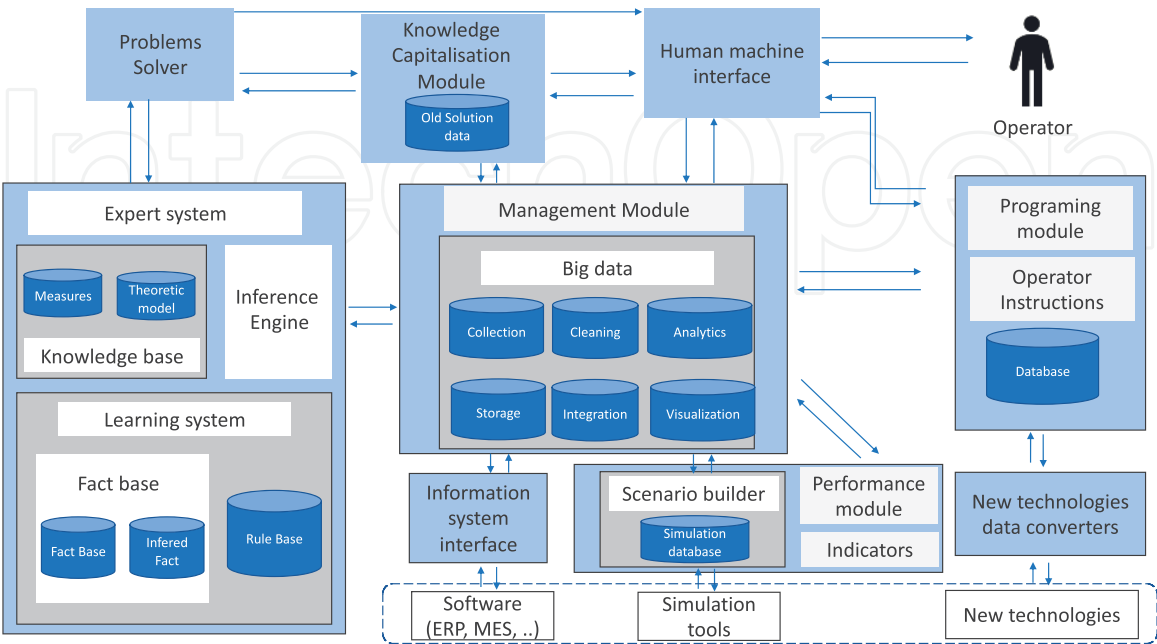 Problems
Solver
Knowledge
Capitalisation
Module
Old Solution
data
Human machine
interface
Operator
IntechOpen
Expert system
Measures
Theoretic
model
Knowledge base
Inference
Engine
Learning system
Fact base
Fact Base
Infered
Fact
Rule Base
Management Module
Big data
Collection
Cleaning
Analytics
Storage
Integration
Visualization
Programing
module
Operator
Instructions
Database
Information
system
interface
Scenario builder
Simulation
database
Performance
module
Indicators
New technologies
data converters
Software
(ERP, MES, ..)
Simulation
tools
New technologies